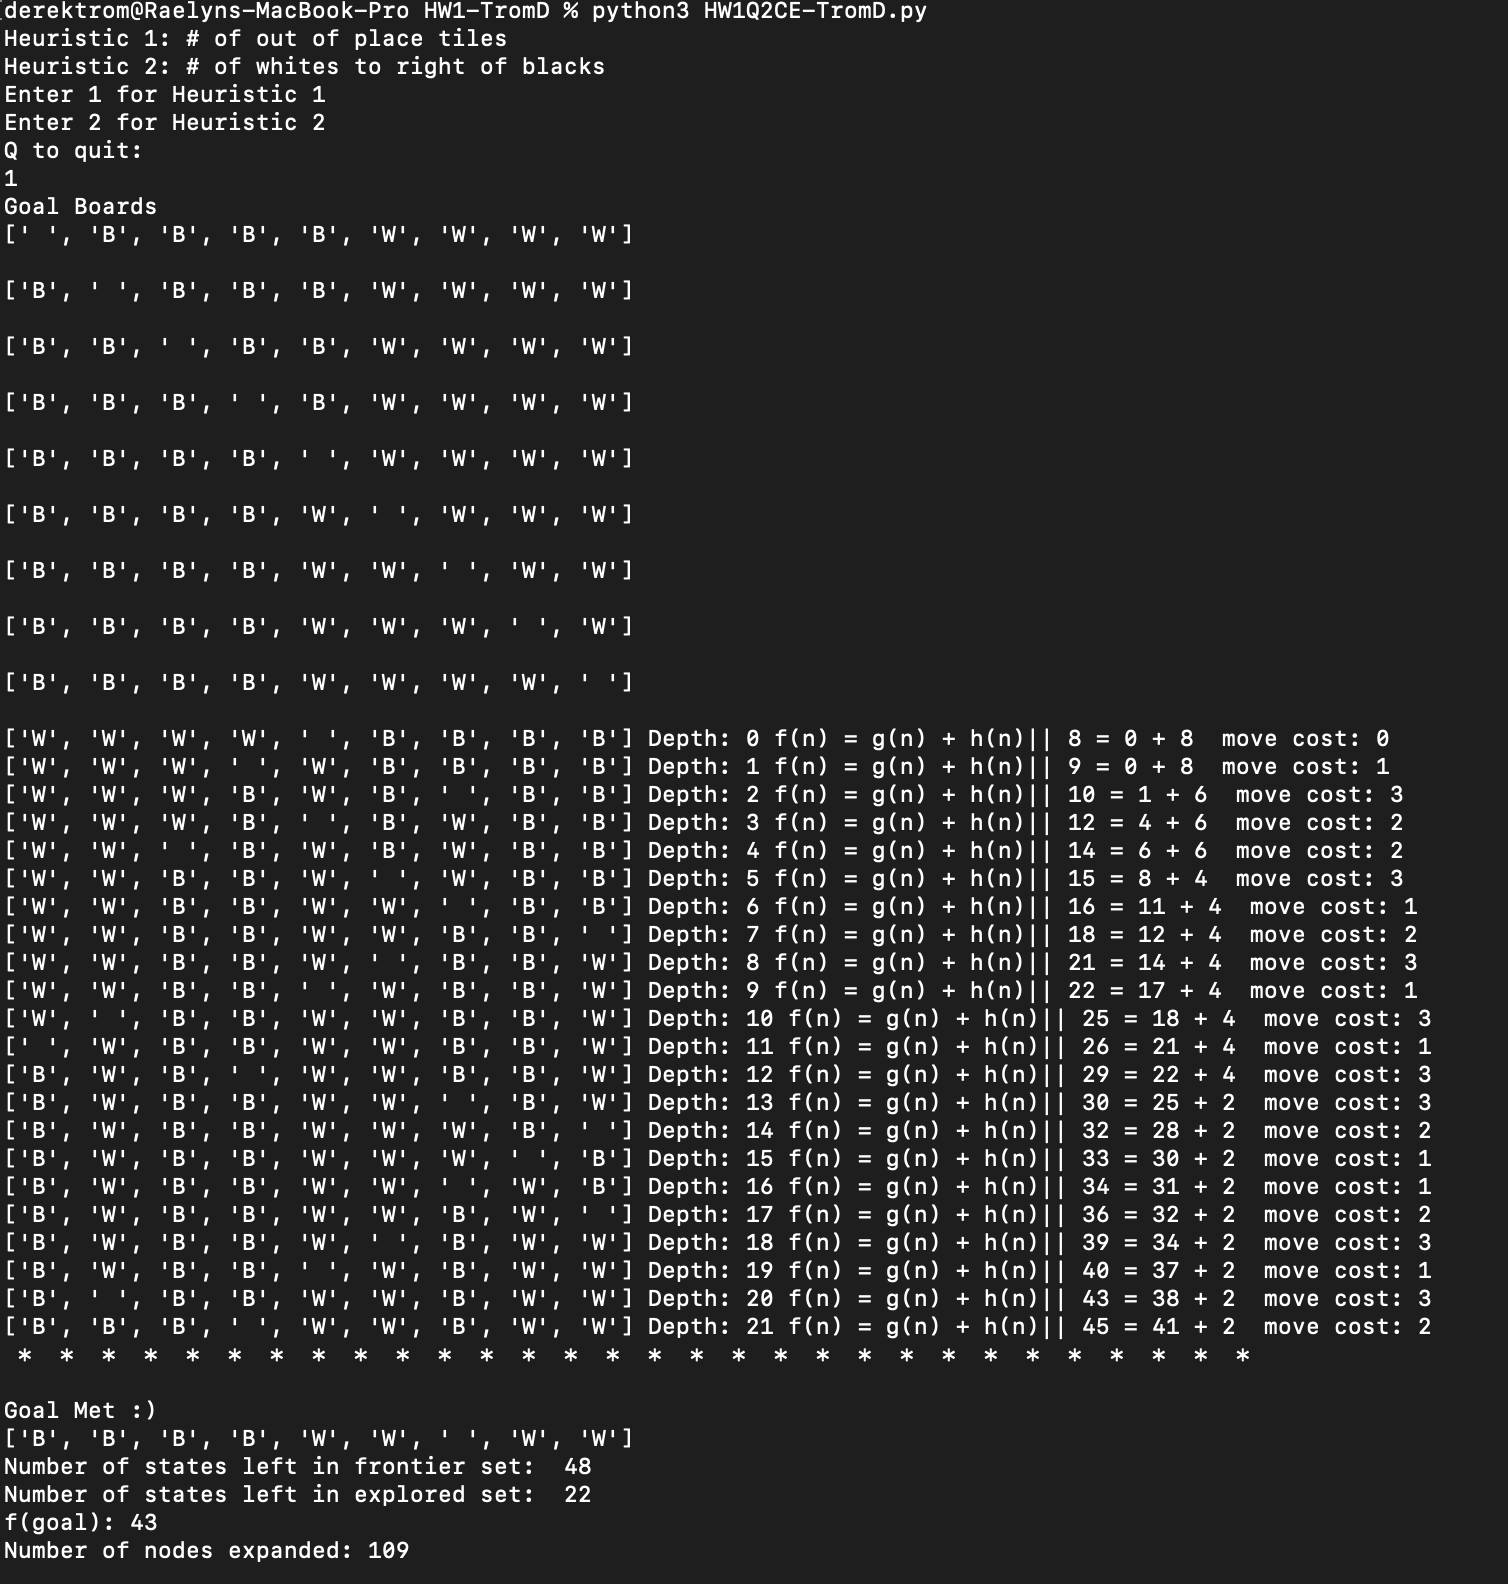 derektrom@Raelyns-MacBook-Pro HW1-TromD % python3 HW1Q2CE-TromD.py
Heuristic 1: # of out of place tiles
Heuristic 2: # of whites to right of blacks
Enter 1 for Heuristic 1
Enter 2 for Heuristic 2
Q to quit:
1
Goal Boards
[' ', 'B', 'B', 'B', 'B', 'W', 'W', 'W', 'W']
['B', ' ', 'B', 'B', 'B', 'W', 'W', 'W', 'W']
['B', 'B', ' ', 'B', 'B', 'W', 'W', 'W', 'W']
['B', 'B', 'B', ' ', 'B', 'W', 'W', 'W', 'W']
['B', 'B', 'B', 'B', ' ', 'W', 'W', 'W', 'W']
['B', 'B', 'B', 'B', 'W', ' ', 'W', 'W', 'W']
['B', 'B', 'B', 'B', 'W', 'W', ' ', 'W', 'W']
['B', 'B', 'B', 'B', 'W', 'W', 'W', ' ', 'W']
['B', 'B', 'B', 'B', 'W', 'W', 'W', 'W', ' ']
['W', 'W', 'W', 'W', ' ', 'B', 'B', 'B', 'B'] Depth: 0 f(n) = g(n) + h(n)|| 8 = 0 + 8  move cost: 0
['W', 'W', 'W', ' ', 'W', 'B', 'B', 'B', 'B'] Depth: 1 f(n) = g(n) + h(n)|| 9 = 0 + 8  move cost: 1
['W', 'W', 'W', 'B', 'W', 'B', ' ', 'B', 'B'] Depth: 2 f(n) = g(n) + h(n)|| 10 = 1 + 6  move cost: 3
['W', 'W', 'W', 'B', ' ', 'B', 'W', 'B', 'B'] Depth: 3 f(n) = g(n) + h(n)|| 12 = 4 + 6  move cost: 2
['W', 'W', ' ', 'B', 'W', 'B', 'W', 'B', 'B'] Depth: 4 f(n) = g(n) + h(n)|| 14 = 6 + 6  move cost: 2
['W', 'W', 'B', 'B', 'W', ' ', 'W', 'B', 'B'] Depth: 5 f(n) = g(n) + h(n)|| 15 = 8 + 4  move cost: 3
['W', 'W', 'B', 'B', 'W', 'W', ' ', 'B', 'B'] Depth: 6 f(n) = g(n) + h(n)|| 16 = 11 + 4  move cost: 1
['W', 'W', 'B', 'B', 'W', 'W', 'B', 'B', ' '] Depth: 7 f(n) = g(n) + h(n)|| 18 = 12 + 4  move cost: 2
['W', 'W', 'B', 'B', 'W', ' ', 'B', 'B', 'W'] Depth: 8 f(n) = g(n) + h(n)|| 21 = 14 + 4  move cost: 3
['W', 'W', 'B', 'B', ' ', 'W', 'B', 'B', 'W'] Depth: 9 f(n) = g(n) + h(n)|| 22 = 17 + 4  move cost: 1
['W', ' ', 'B', 'B', 'W', 'W', 'B', 'B', 'W'] Depth: 10 f(n) = g(n) + h(n)|| 25 = 18 + 4  move cost: 3
[' ', 'W', 'B', 'B', 'W', 'W', 'B', 'B', 'W'] Depth: 11 f(n) = g(n) + h(n)|| 26 = 21 + 4  move cost: 1
['B', 'W', 'B', ' ', 'W', 'W', 'B', 'B', 'W'] Depth: 12 f(n) = g(n) + h(n)|| 29 = 22 + 4  move cost: 3
['B', 'W', 'B', 'B', 'W', 'W', ' ', 'B', 'W'] Depth: 13 f(n) = g(n) + h(n)|| 30 = 25 + 2  move cost: 3
['B', 'W', 'B', 'B', 'W', 'W', 'W', 'B', ' '] Depth: 14 f(n) = g(n) + h(n)|| 32 = 28 + 2  move cost: 2
['B', 'W', 'B', 'B', 'W', 'W', 'W', ' ', 'B'] Depth: 15 f(n) = g(n) + h(n)|| 33 = 30 + 2  move cost: 1
['B', 'W', 'B', 'B', 'W', 'W', ' ', 'W', 'B'] Depth: 16 f(n) = g(n) + h(n)|| 34 = 31 + 2  move cost: 1
['B', 'W', 'B', 'B', 'W', 'W', 'B', 'W', ' '] Depth: 17 f(n) = g(n) + h(n)|| 36 = 32 + 2  move cost: 2
['B', 'W', 'B', 'B', 'W', ' ', 'B', 'W', 'W'] Depth: 18 f(n) = g(n) + h(n)|| 39 = 34 + 2  move cost: 3
['B', 'W', 'B', 'B', ' ', 'W', 'B', 'W', 'W'] Depth: 19 f(n) = g(n) + h(n)|| 40 = 37 + 2  move cost: 1
['B', ' ', 'B', 'B', 'W', 'W', 'B', 'W', 'W'] Depth: 20 f(n) = g(n) + h(n)|| 43 = 38 + 2  move cost: 3
['B', 'B', 'B', ' ', 'W', 'W', 'B', 'W', 'W'] Depth: 21 f(n) = g(n) + h(n)|| 45 = 41 + 2  move cost: 2
* * * * * * * * * * * * * * * * * * * * * * * * * * * * * *
Goal Met :)
['B', 'B', 'B', 'B', 'W', 'W', ' ', 'W', 'W']
Number of states left in frontier set:  48
Number of states left in explored set:  22
f(goal): 43
Number of nodes expanded: 109